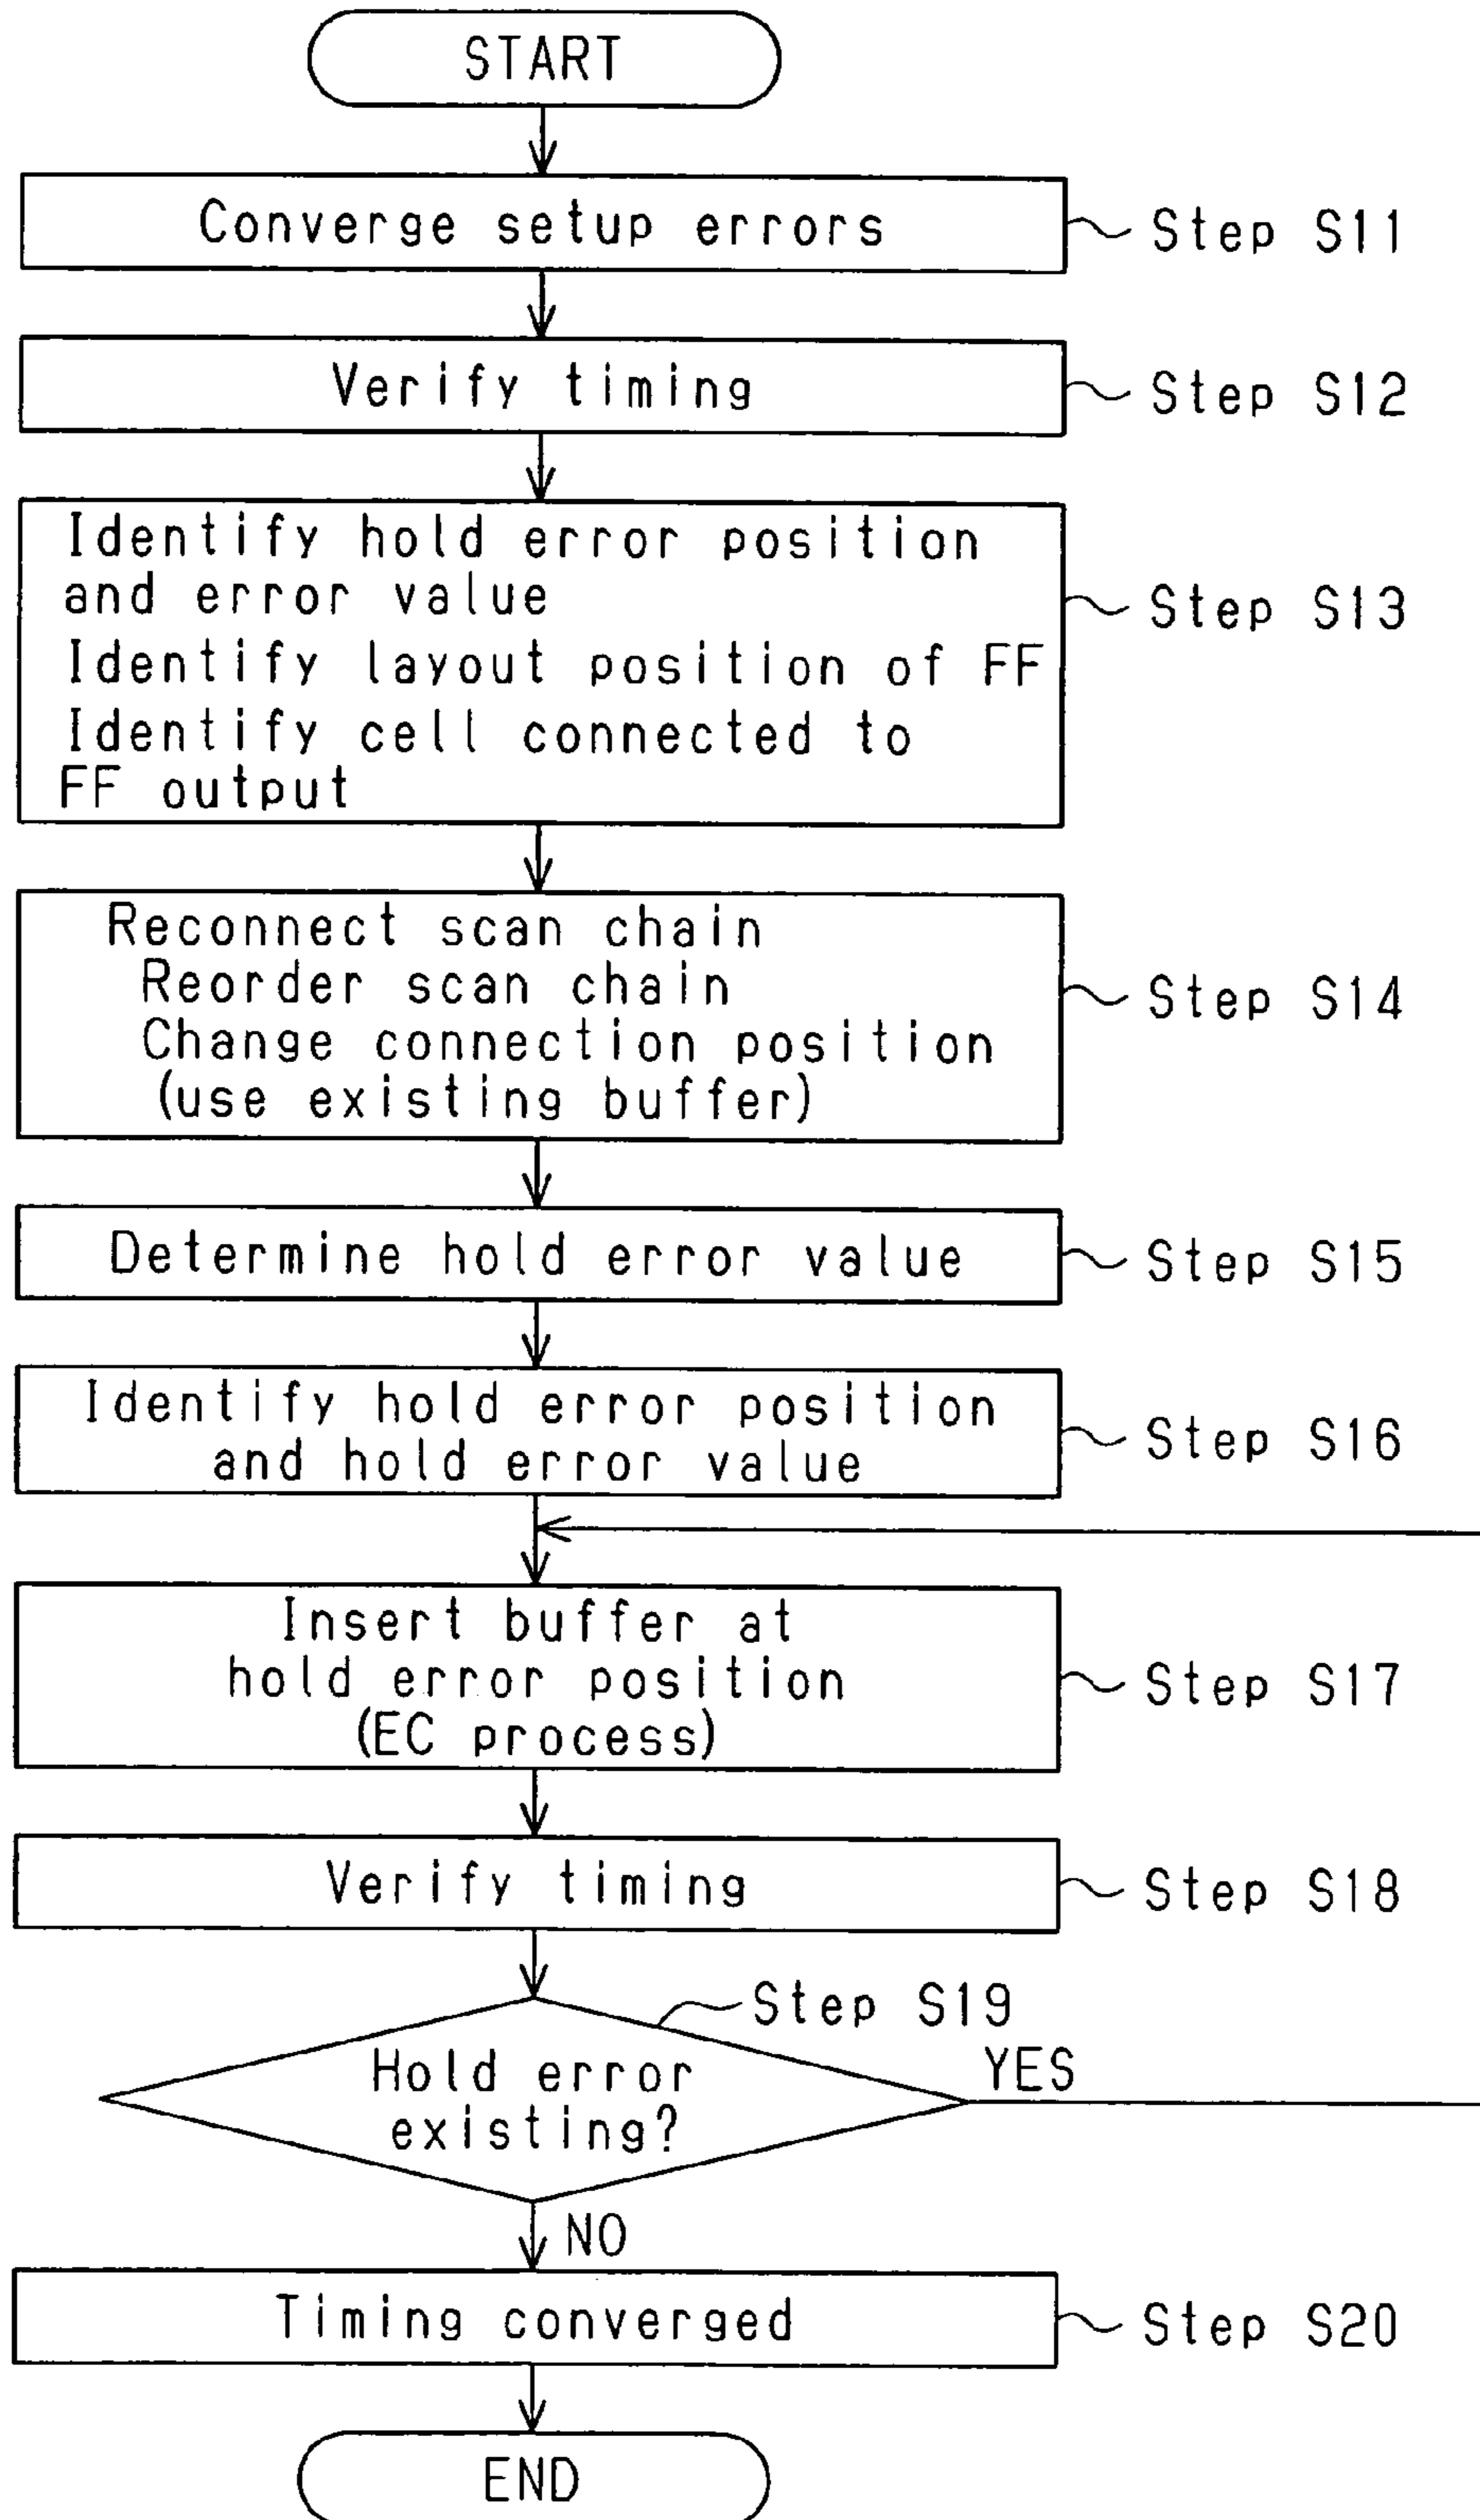 START
Converge setup errors
Step S11
Verify timing
Step S12
Identify hold error position
and error value
Step S13
Identify layout position of FF
Identify cell connected to
FF output
Reconnect scan chain
Reorder scan chain
Step S14
Change connection position
(use existing buffer)
Determine hold error value
Step S15
Identify hold error position
and hold error value
Step S16
Insert buffer at
hold error position
Step S17
(EC process)
Verify timing
Step S18
Step S19
Hold error
existing?
YES
NO
Timing converged
Step S20
END